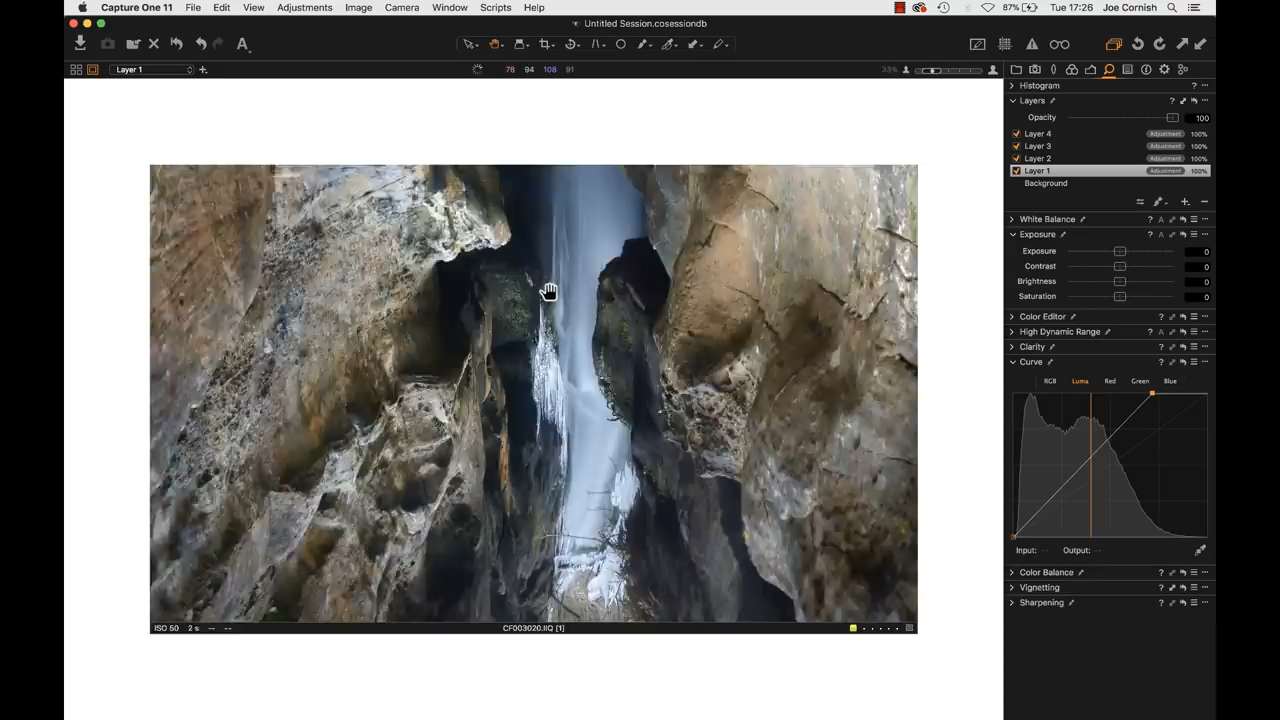 Capture One 11 File Edit View Adjustments Image Camera Window Scripts Help 87% Tue 17:26 Joe Cornish
Untitled Session.cosessiondb
A
Layer 1 78 94 108 91 33%
Histogram ?
Layers ?
Opacity 100
Layer 4 Adjustment 100%
Layer 3 Adjustment 100%
Layer 2 Adjustment 100%
Layer 1 Adjustment 100%
Background
White Balance ? A
Exposure ? A
Exposure 0
Contrast 0
Brightness 0
Saturation 0
Color Editor ?
High Dynamic Range ? A
Clarity ?
Curve ?
RGB Luma Red Green Blue
Input: -- Output: --
Color Balance ?
Vignetting ?
Sharpening ?
ISO 50 2 s -- -- CF003020.IIQ [1]